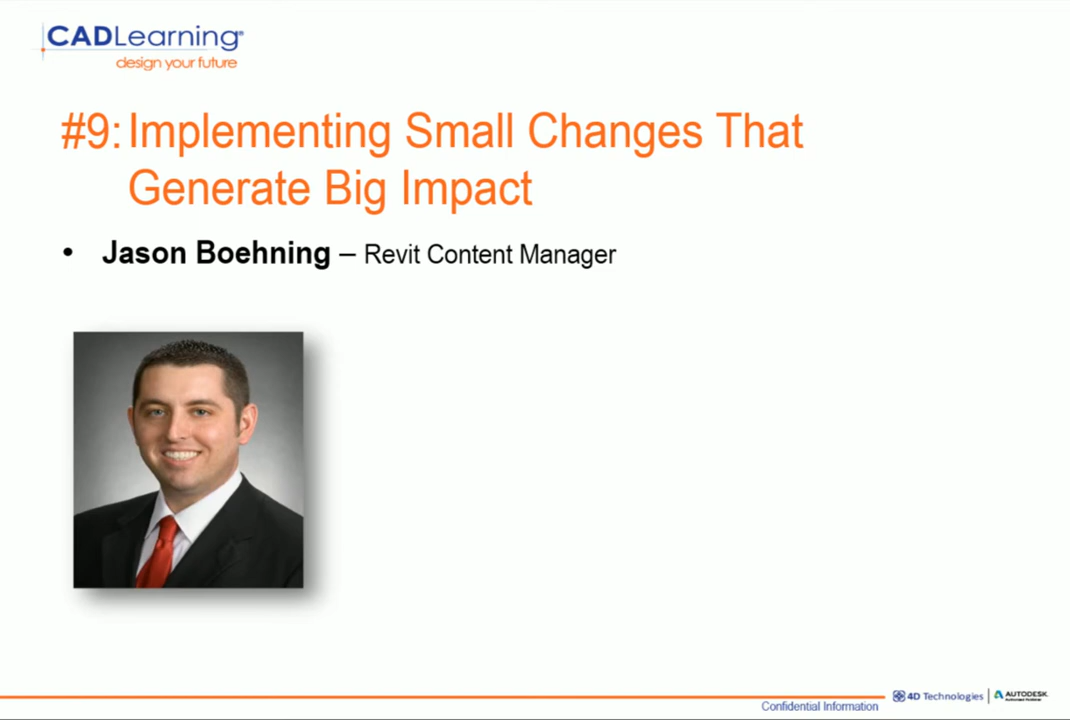 CADLearning®
design your future
#9: Implementing Small Changes That
Generate Big Impact
• Jason Boehning – Revit Content Manager
Confidential Information
4D Technologies
AUTODESK